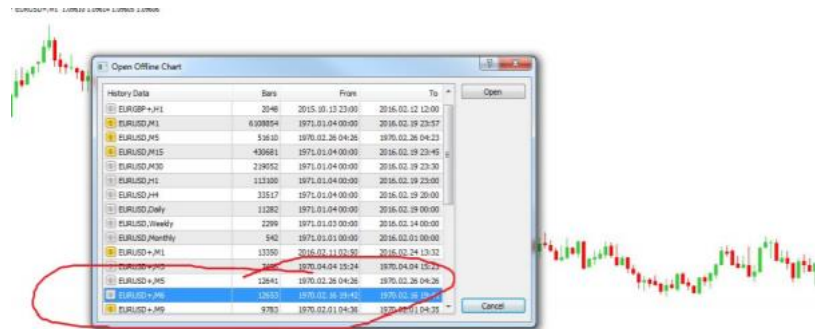 EURUSD+,M1
Open Offline Chart
History Data Bars From To Open
EURGBP+,H1 2048 2015.10.13 23:00 2016.02.12 12:00
EURUSD,M1 6108854 1971.01.04 00:00 2016.02.19 23:57
EURUSD,M5 51610 1970.02.26 04:26 1970.02.26 04:23
EURUSD,M15 430681 1971.01.04 00:00 2016.02.19 23:45
EURUSD,M30 219052 1971.01.04 00:00 2016.02.19 23:30
EURUSD,H1 113100 1971.01.04 00:00 2016.02.19 23:00
EURUSD,H4 33517 1971.01.04 00:00 2016.02.19 20:00
EURUSD,Daily 11282 1971.01.04 00:00 2016.02.19 00:00
EURUSD,Weekly 2299 1971.01.03 00:00 2016.02.14 00:00
EURUSD,Monthly 542 1971.01.01 00:00 2016.02.01 00:00
EURUSD+,M1 13350 2016.02.11 02:50 2016.02.24 13:32
1970.04.04 15:24 1970.04.04
EURUSD+,M5 12641 1970.02.26 04:26 1970.02.26 04:26
EURUSD+,M6 12653 1970.02.16 19:42 1970.02.16
EURUSD+,M9 9783 1970.02.01 04:36 1970.02.01 04:35 Cancel